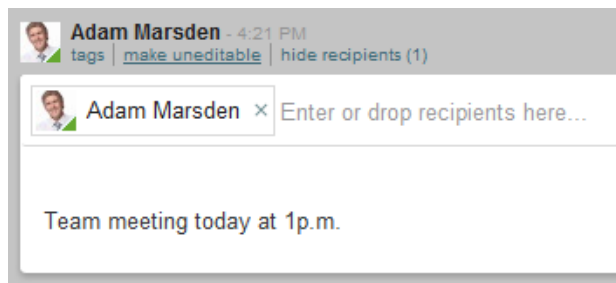 Adam Marsden - 4:21 PM
tags | make uneditable | hide recipients (1)
Adam Marsden × Enter or drop recipients here...
Team meeting today at 1p.m.